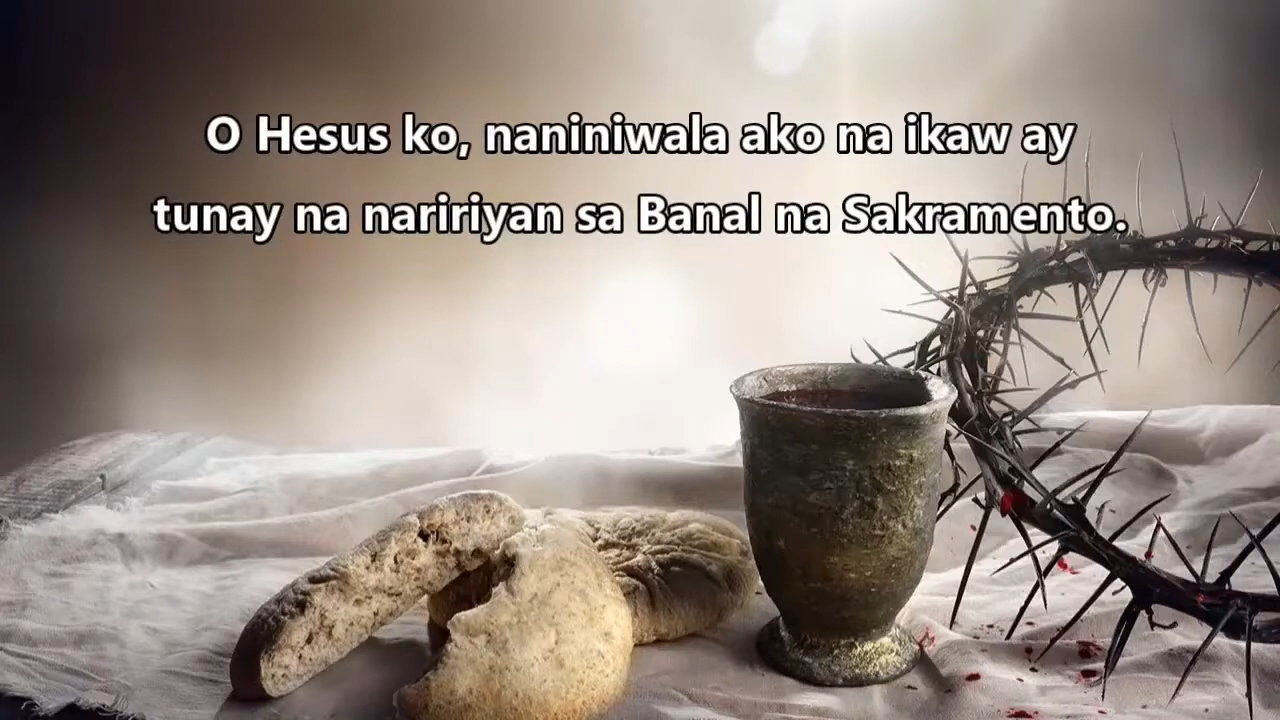 O Hesus ko, naniniwala ako na ikaw ay
tunay na naririyan sa Banal na Sakramento.